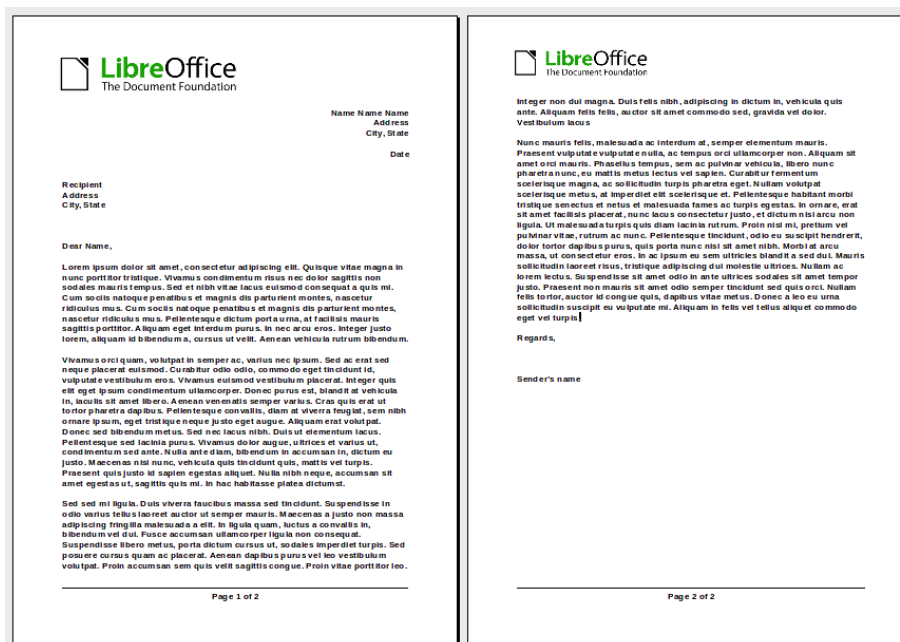 LibreOffice
The Document Foundation
Name Name Name
Address
City, State
Date
Recipient
Address
City, State
Dear Name,
Lorem ipsum dolor sit amet, consectetur adipiscing elit. Quisque vitae magna in
nunc porttitor tristique. Vivamus condimentum risus nec dolor sagittis non
sodales mauris tempus. Sed et nibh vitae lacus euismod consequat a quis mi.
Cum sociis natoque penatibus et magnis dis parturient montes, nascetur
ridiculus mus. Cum sociis natoque penatibus et magnis dis parturient montes,
nascetur ridiculus mus. Pellentesque dictum porta urna, at facilisis mauris
sagittis porttitor. Aliquam eget interdum purus. In nec arcu eros. Integer justo
lorem, aliquam id bibendum a, cursus ut velit. Aenean vehicula rutrum bibendum.
Vivamus orci quam, volutpat in semper ac, varius nec ipsum. Sed ac erat sed
neque placerat euismod. Curabitur odio odio, commodo eget tincidunt id,
vulputate vestibulum eros. Vivamus euismod vestibulum placerat. Integer quis
elit eget ipsum condimentum ullamcorper. Donec purus est, blandit at vehicula
in, iaculis sit amet libero. Aenean venenatis semper varius. Cras quis erat ut
tortor pharetra dapibus. Pellentesque convallis, diam at viverra feugiat, sem nibh
ornare ipsum, eget tristique neque justo eget augue. Aliquam erat volutpat.
Donec sed bibendum metus. Sed nec lacus nibh. Duis ut elementum lacus.
Pellentesque sed lacinia purus. Vivamus dolor augue, ultrices et varius ut,
condimentum sed ante. Nulla ante diam, bibendum in accumsan in, dictum eu
justo. Maecenas nisl nunc, vehicula quis tincidunt quis, mattis vel turpis.
Praesent quis justo id sapien egestas aliquet. Nulla nibh neque, accumsan sit
amet egestas ut, sagittis quis mi. In hac habitasse platea dictumst.
Sed sed mi ligula. Duis viverra faucibus massa sed tincidunt. Suspendisse in
odio varius tellus laoreet auctor ut semper mauris. Maecenas a justo non massa
adipiscing fringilla malesuada a elit. In ligula quam, luctus a convallis in,
bibendum vel dui. Fusce accumsan ullamcorper ligula non consequat.
Suspendisse libero metus, porta dictum cursus ut, sodales imperdiet turpis. Sed
posuere cursus quam ac placerat. Aenean dapibus purus vel leo vestibulum
volutpat. Proin accumsan sem quis velit sagittis congue. Proin vitae porttitor leo.
Page 1 of 2
LibreOffice
The Document Foundation
Integer non dui magna. Duis felis nibh, adipiscing in dictum in, vehicula quis
ante. Aliquam felis felis, auctor sit amet commodo sed, gravida vel dolor.
Vestibulum lacus
Nunc mauris felis, malesuada ac interdum at, semper elementum mauris.
Praesent vulputate vulputate nulla, ac tempus orci ullamcorper non. Aliquam sit
amet orci mauris. Phasellus tempus, sem ac pulvinar vehicula, libero nunc
pharetra nunc, eu mattis metus lectus vel sapien. Curabitur fermentum
scelerisque magna, ac sollicitudin turpis pharetra eget. Nullam volutpat
scelerisque metus, at imperdiet elit scelerisque et. Pellentesque habitant morbi
tristique senectus et netus et malesuada fames ac turpis egestas. In ornare, erat
sit amet facilisis placerat, nunc lacus consectetur justo, et dictum nisi arcu non
ligula. Ut malesuada turpis quis diam lacinia rutrum. Proin nisl mi, pretium vel
pulvinar vitae, rutrum ac nunc. Pellentesque tincidunt, odio eu suscipit hendrerit,
dolor tortor dapibus purus, quis porta nunc nisi sit amet nibh. Morbi at arcu
massa, ut consectetur eros. In ac ipsum eu sem ultricies blandit a sed dui. Mauris
sollicitudin laoreet risus, tristique adipiscing dui molestie ultrices. Nullam ac
lorem lectus. Suspendisse sit amet odio in ante ultrices sodales sit amet tempor
justo. Praesent non mauris sit amet odio semper tincidunt sed quis orci. Nullam
felis tortor, auctor id congue quis, dapibus vitae metus. Donec a leo eu urna
sollicitudin suscipit eu vulputate mi. Aliquam in felis vel tellus aliquet commodo
eget vel turpis
Regards,
Sender's name
Page 2 of 2